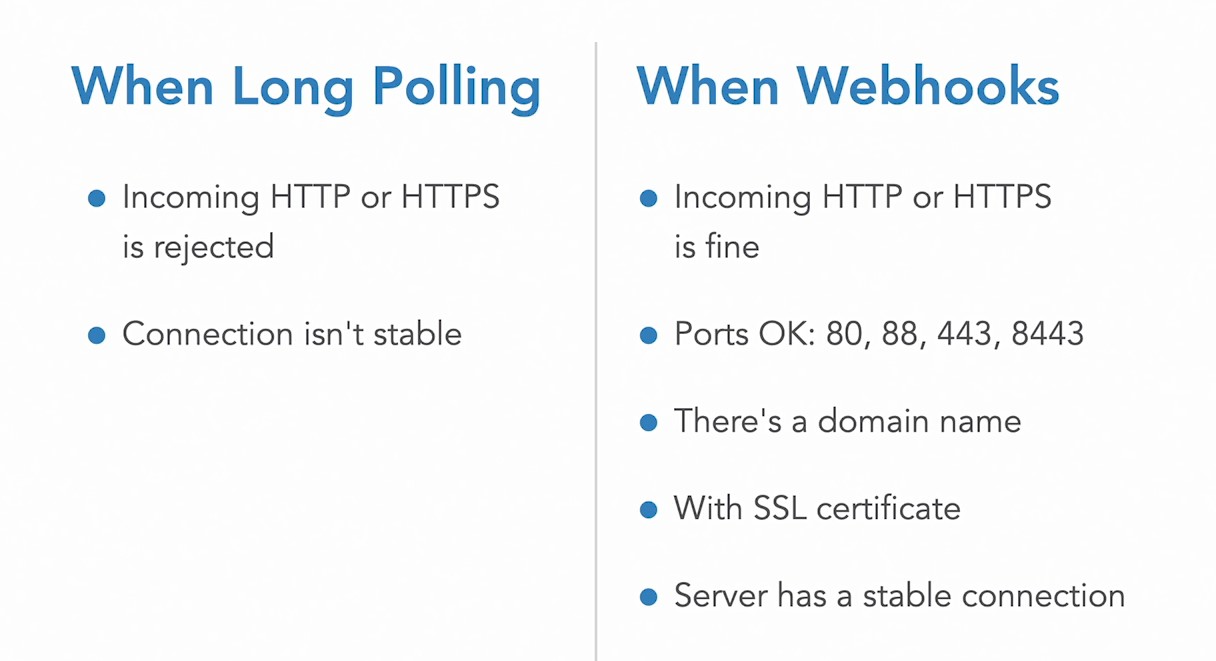 When Long Polling
Incoming HTTP or HTTPS
is rejected
Connection isn't stable
When Webhooks
Incoming HTTP or HTTPS
is fine
Ports OK: 80, 88, 443, 8443
There's a domain name
With SSL certificate
Server has a stable connection